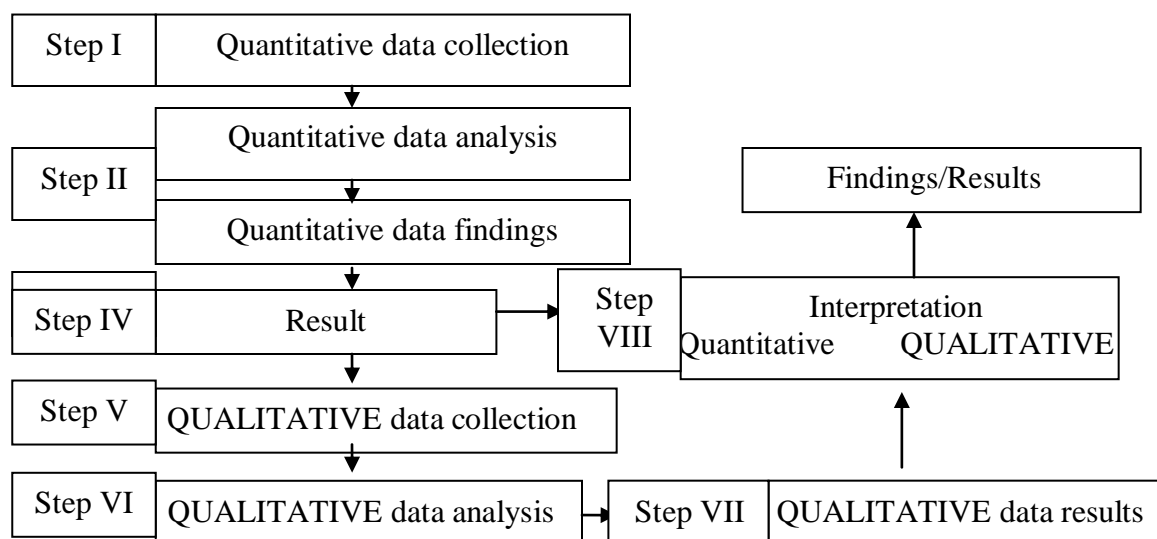 Step I
Quantitative data collection
Quantitative data analysis
Step II
Quantitative data findings
Findings/Results
Step IV
Result
Step
VIII
Interpretation
Quantitative QUALITATIVE
Step V
QUALITATIVE data collection
Step VI
QUALITATIVE data analysis
Step VII
QUALITATIVE data results